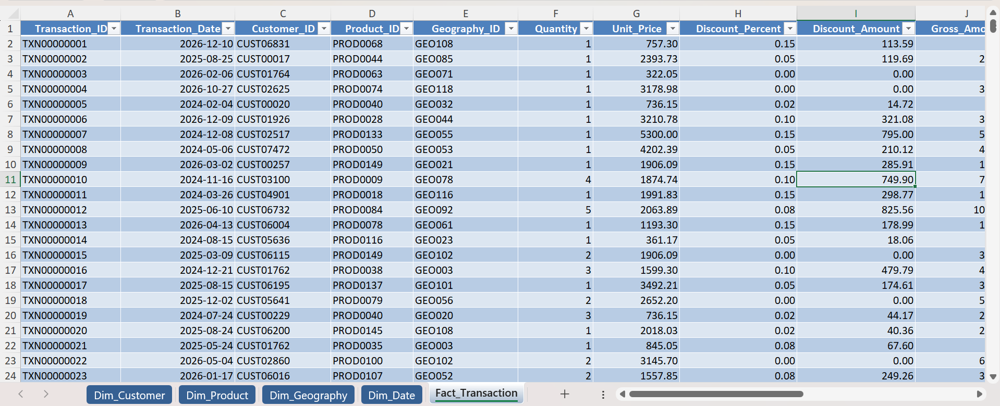 A B C D E F G H I J
1 Transaction_ID Transaction_Date Customer_ID Product_ID Geography_ID Quantity Unit_Price Discount_Percent Discount_Amount Gross_Amo
2 TXN00000001 2026-12-10 CUST06831 PROD0068 GEO108 1 757.30 0.15 113.59
3 TXN00000002 2025-08-25 CUST00017 PROD0044 GEO085 1 2393.73 0.05 119.69 2
4 TXN00000003 2026-02-06 CUST01764 PROD0063 GEO071 1 322.05 0.00 0.00
5 TXN00000004 2026-10-27 CUST02625 PROD0074 GEO118 1 3178.98 0.00 0.00 3
6 TXN00000005 2024-02-04 CUST00020 PROD0040 GEO032 1 736.15 0.02 14.72
7 TXN00000006 2026-12-09 CUST01926 PROD0028 GEO044 1 3210.78 0.10 321.08 3
8 TXN00000007 2024-12-08 CUST02517 PROD0133 GEO055 1 5300.00 0.15 795.00 5
9 TXN00000008 2024-05-06 CUST07472 PROD0050 GEO053 1 4202.39 0.05 210.12 4
10 TXN00000009 2026-03-02 CUST00257 PROD0149 GEO021 1 1906.09 0.15 285.91 1
11 TXN00000010 2024-11-16 CUST03100 PROD0009 GEO078 4 1874.74 0.10 749.90 7
12 TXN00000011 2024-03-26 CUST04901 PROD0018 GEO116 1 1991.83 0.15 298.77 1
13 TXN00000012 2025-06-10 CUST06732 PROD0084 GEO092 5 2063.89 0.08 825.56 10
14 TXN00000013 2026-04-13 CUST06004 PROD0078 GEO061 1 1193.30 0.15 178.99 1
15 TXN00000014 2024-08-15 CUST05636 PROD0116 GEO023 1 361.17 0.05 18.06
16 TXN00000015 2025-03-09 CUST06115 PROD0149 GEO102 2 1906.09 0.00 0.00 3
17 TXN00000016 2024-12-21 CUST01762 PROD0038 GEO003 3 1599.30 0.10 479.79 4
18 TXN00000017 2025-08-15 CUST06195 PROD0137 GEO101 1 3492.21 0.05 174.61 3
19 TXN00000018 2025-12-02 CUST05641 PROD0079 GEO056 2 2652.20 0.00 0.00 5
20 TXN00000019 2024-07-24 CUST00229 PROD0040 GEO020 3 736.15 0.02 44.17 2
21 TXN00000020 2025-08-24 CUST06200 PROD0145 GEO108 1 2018.03 0.02 40.36 2
22 TXN00000021 2025-05-24 CUST01762 PROD0035 GEO003 1 845.05 0.08 67.60
23 TXN00000022 2026-05-04 CUST02860 PROD0100 GEO102 2 3145.70 0.00 0.00 6
24 TXN00000023 2026-01-17 CUST06016 PROD0107 GEO052 2 1557.85 0.08 249.26 3
Dim_Customer Dim_Product Dim_Geography Dim_Date Fact_Transaction